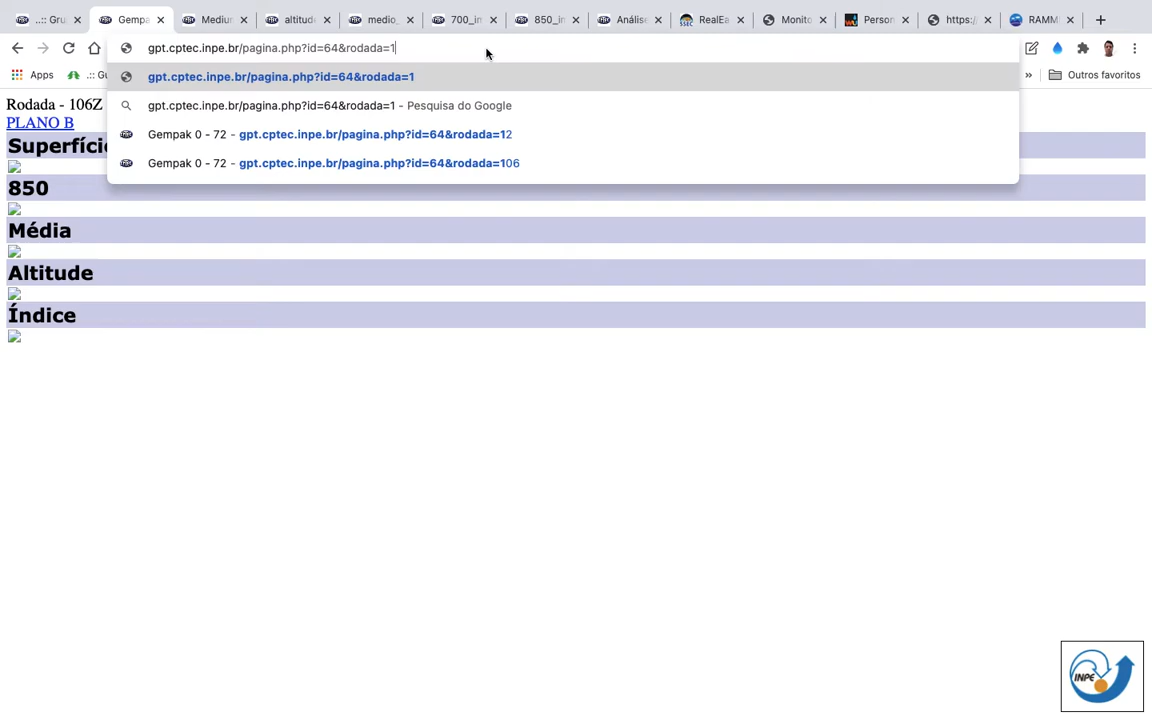 ..:: Gru
Gempa
Mediu
altitud
medio_
700_in
850_in
Anális
RealEa
Monito
Person
https:/
RAMM
gpt.cptec.inpe.br/pagina.php?id=64&rodada=1
Apps
.:: Gu
»
Outros favoritos
gpt.cptec.inpe.br/pagina.php?id=64&rodada=1
gpt.cptec.inpe.br/pagina.php?id=64&rodada=1 - Pesquisa do Google
Gempak 0 - 72 - gpt.cptec.inpe.br/pagina.php?id=64&rodada=12
Gempak 0 - 72 - gpt.cptec.inpe.br/pagina.php?id=64&rodada=106
Rodada - 106Z
PLANO B
Superfíci
850
Média
Altitude
Índice
INPE